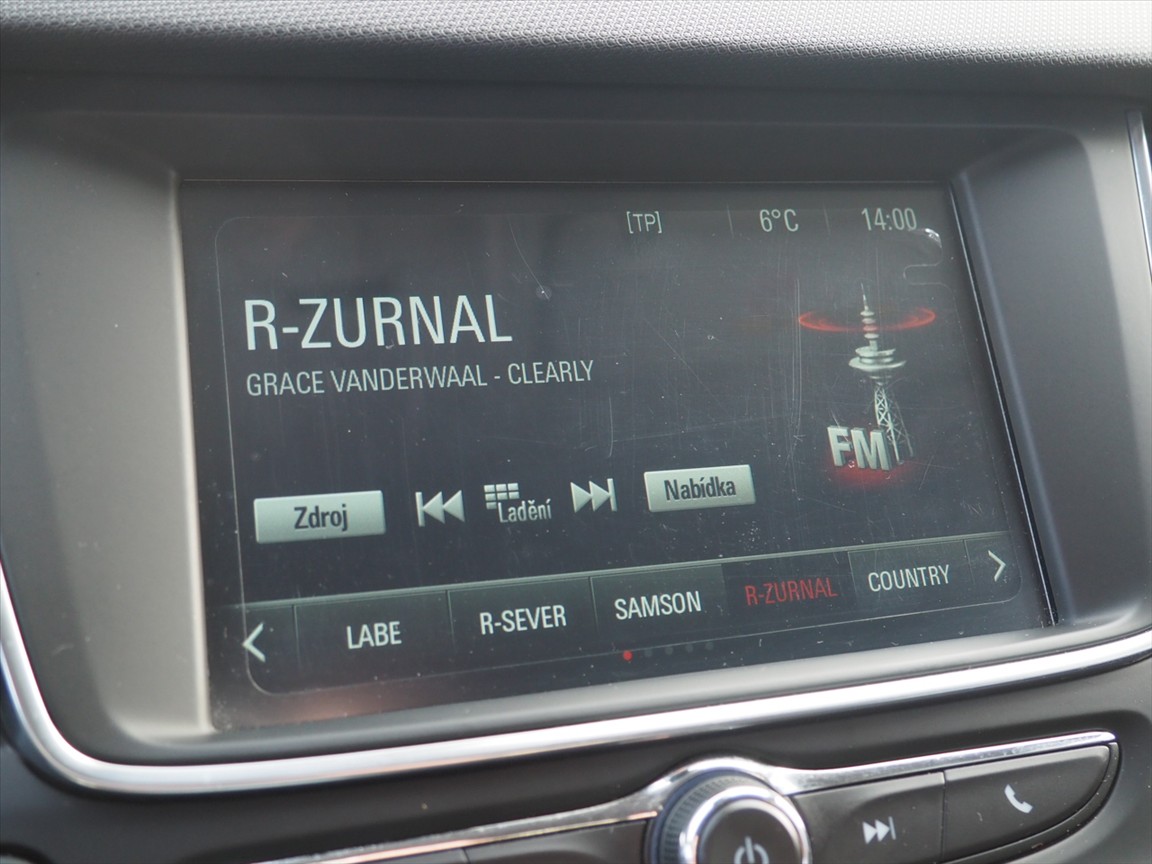 [TP] 6°C 14:00
R-ZURNAL
GRACE VANDERWAAL - CLEARLY
FM
Zdroj Ladění Nabídka
LABE R-SEVER SAMSON R-ZURNAL COUNTRY